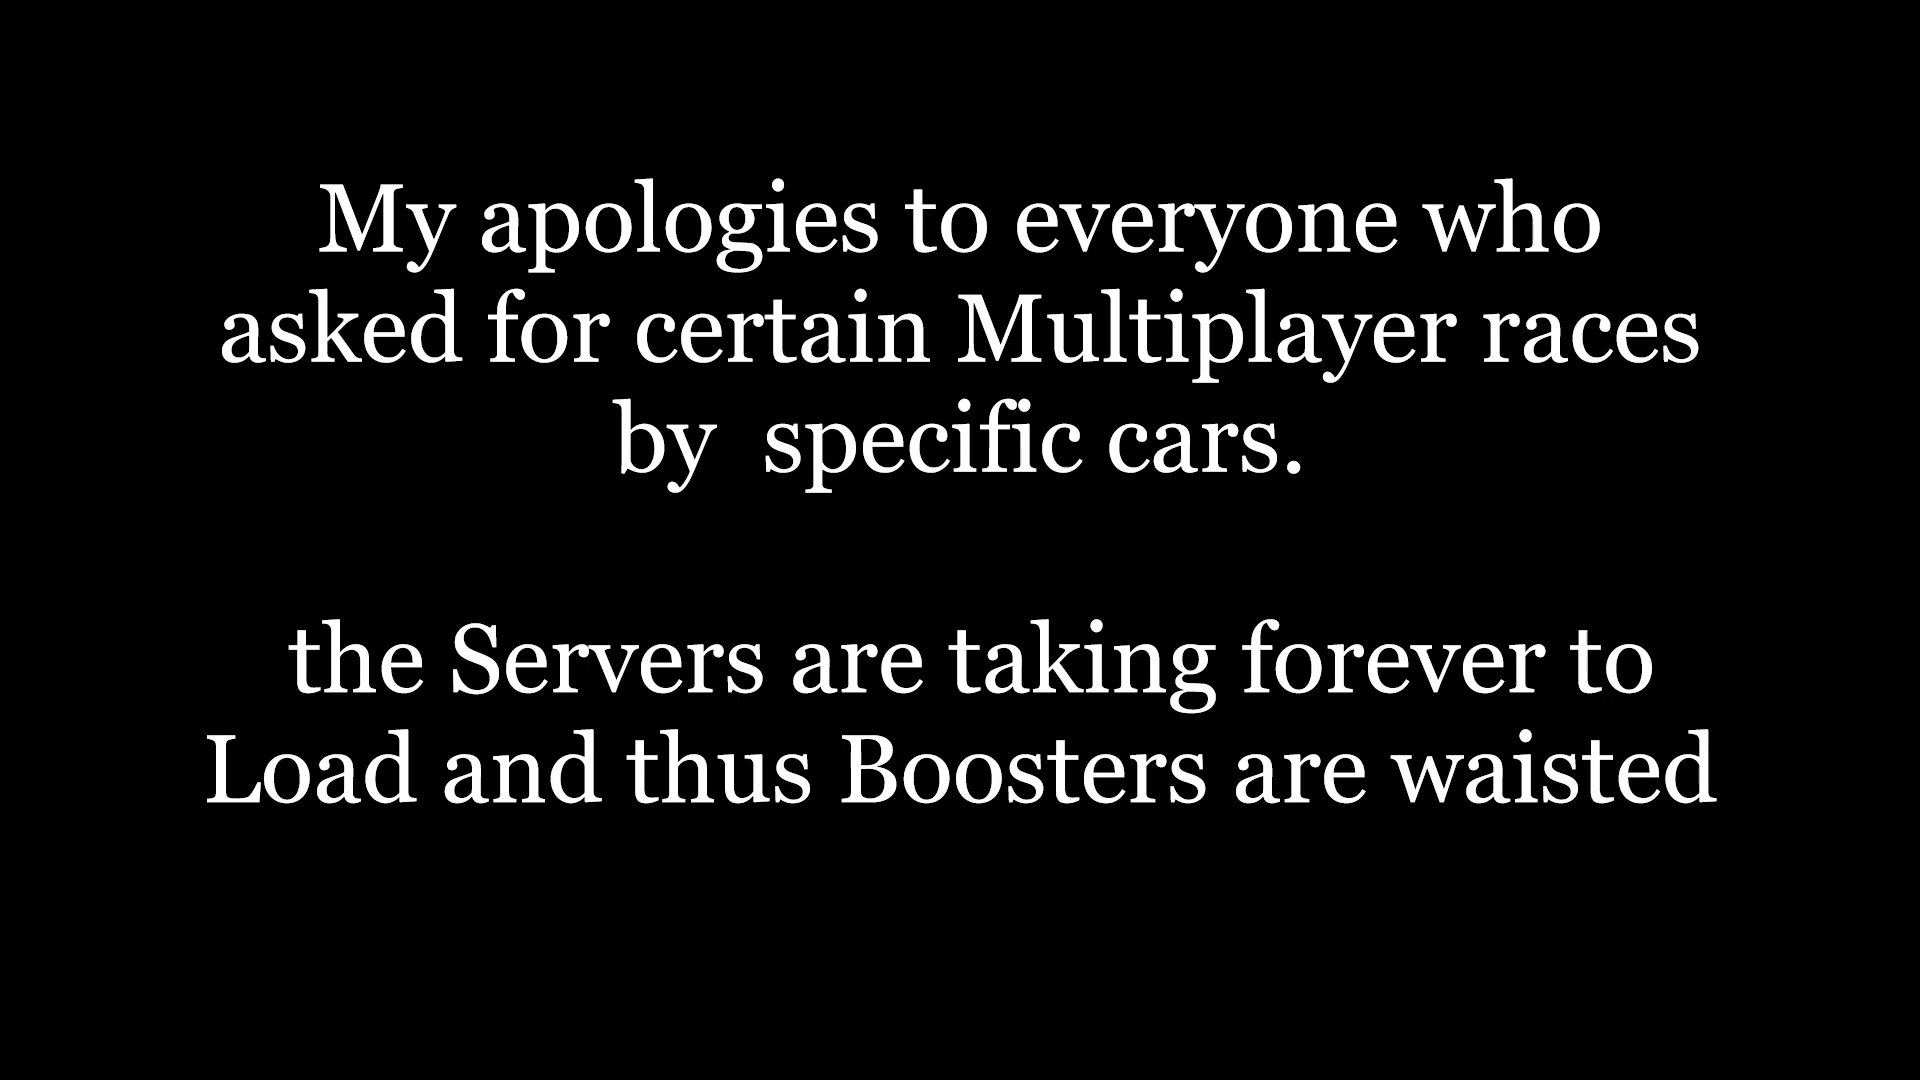 My apologies to everyone who
asked for certain Multiplayer races
by  specific cars.
the Servers are taking forever to
Load and thus Boosters are waisted